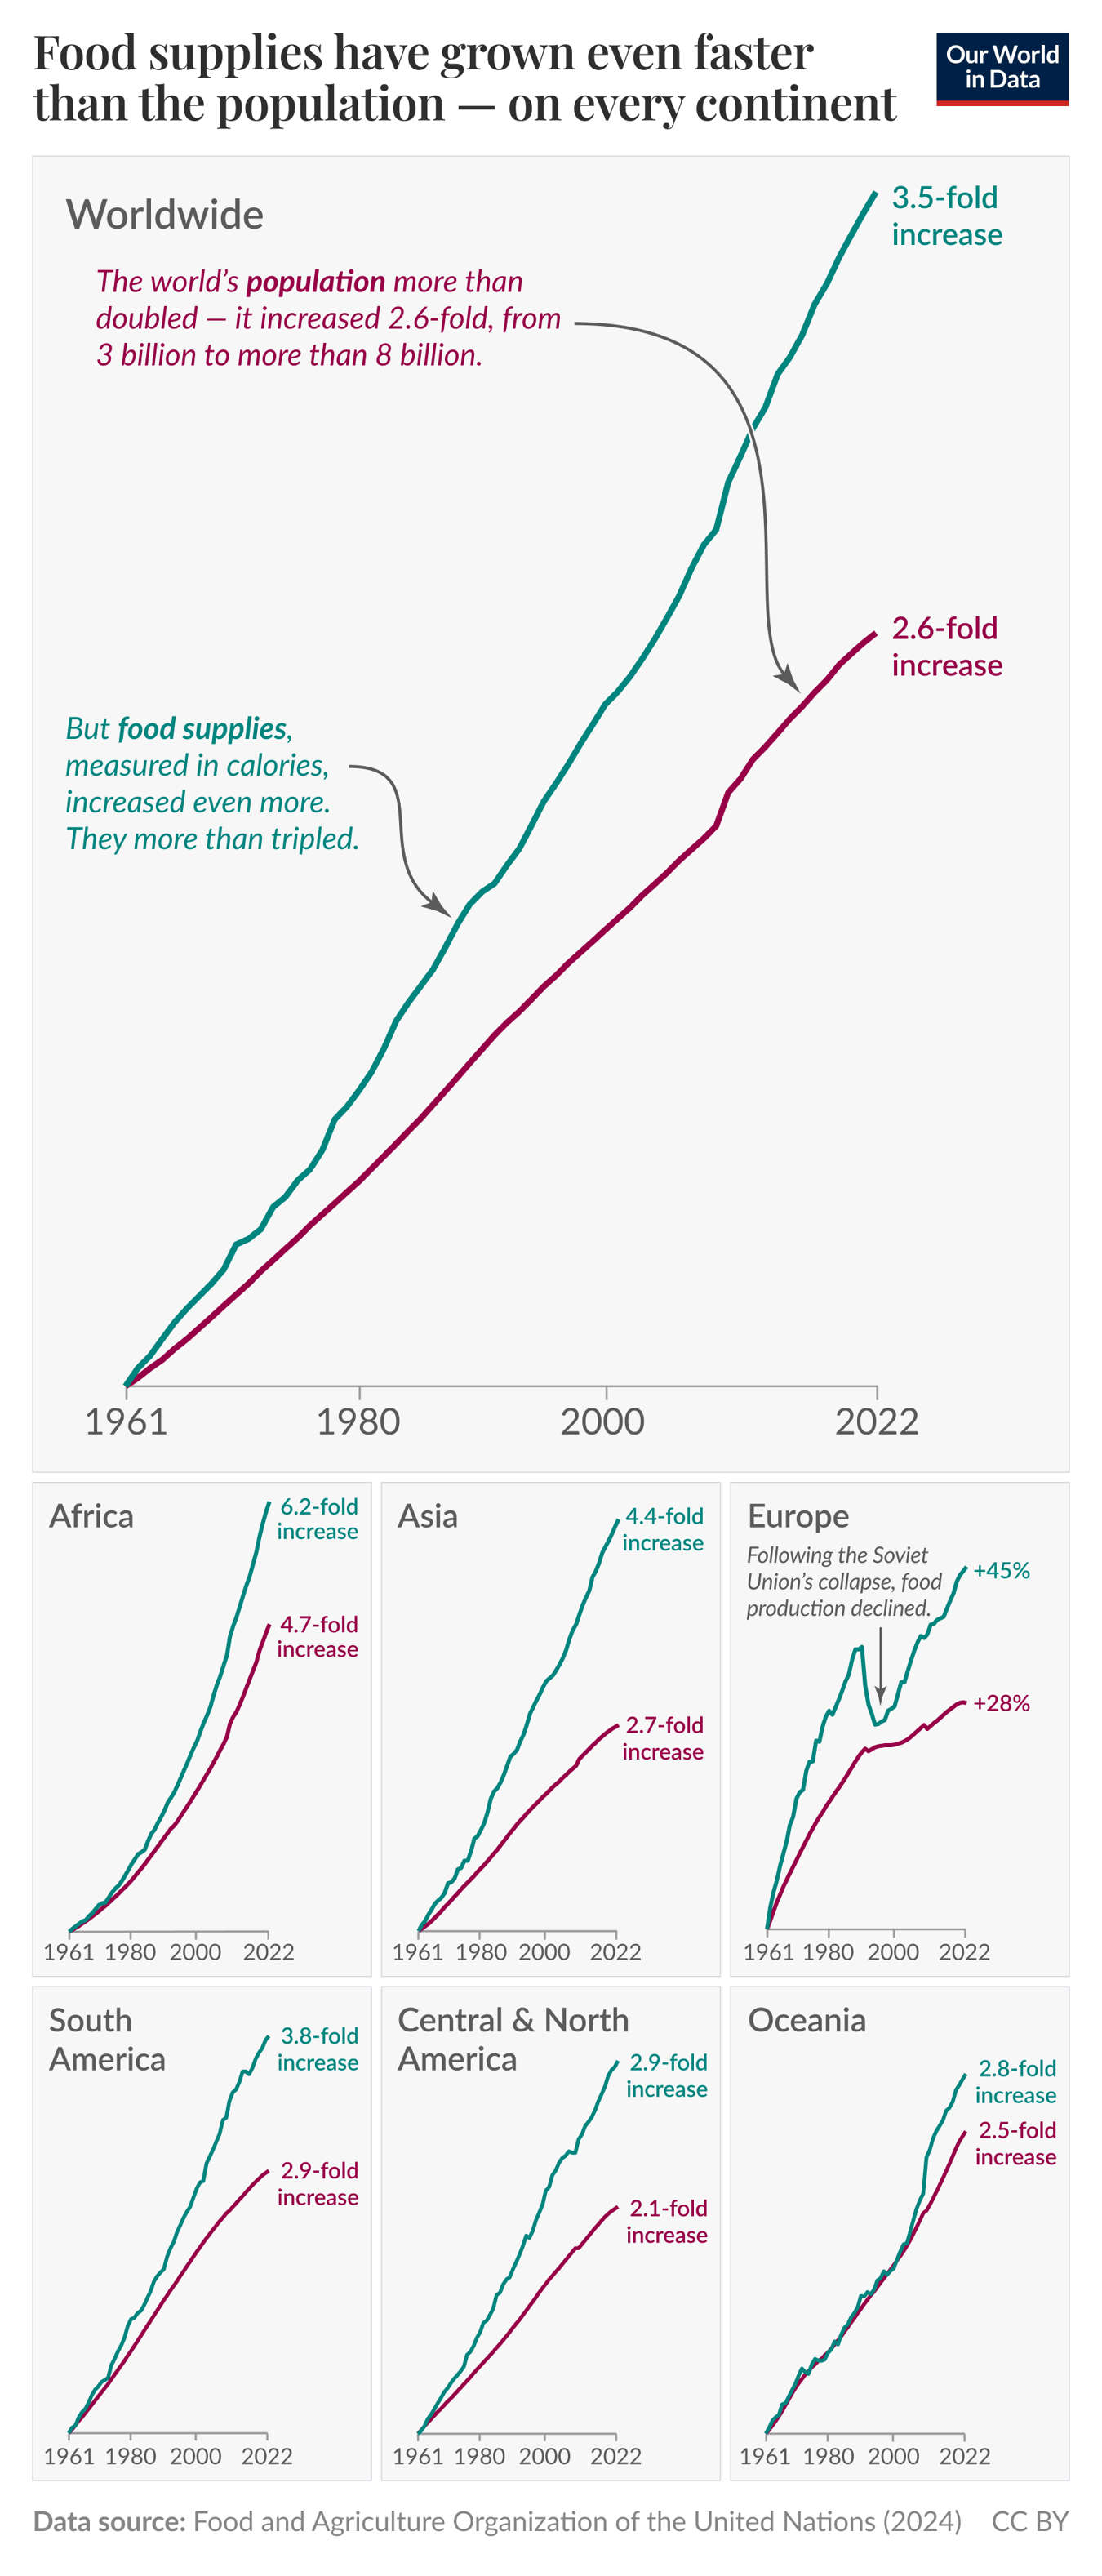 Food supplies have grown even faster
than the population — on every continent
Our World
in Data
Worldwide
3.5-fold
increase
The world's population more than
doubled — it increased 2.6-fold, from
3 billion to more than 8 billion.
2.6-fold
increase
But food supplies,
measured in calories,
increased even more.
They more than tripled.
1961 1980 2000 2022
Africa
6.2-fold
increase
4.7-fold
increase
1961 1980 2000 2022
Asia
4.4-fold
increase
2.7-fold
increase
1961 1980 2000 2022
Europe
Following the Soviet
Union's collapse, food
production declined.
+45%
+28%
1961 1980 2000 2022
South
America
3.8-fold
increase
2.9-fold
increase
1961 1980 2000 2022
Central & North
America
2.9-fold
increase
2.1-fold
increase
1961 1980 2000 2022
Oceania
2.8-fold
increase
2.5-fold
increase
1961 1980 2000 2022
Data source: Food and Agriculture Organization of the United Nations (2024) CC BY